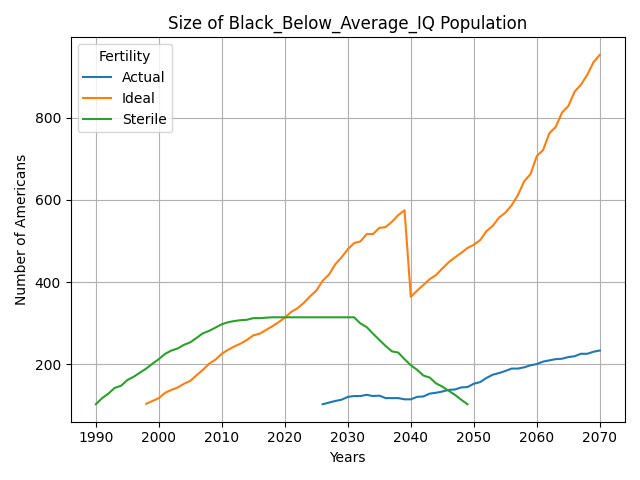 Size of Black_Below_Average_IQ Population
Fertility
Actual
Ideal
Sterile
Number of Americans
800
600
400
200
1990 2000 2010 2020 2030 2040 2050 2060 2070
Years